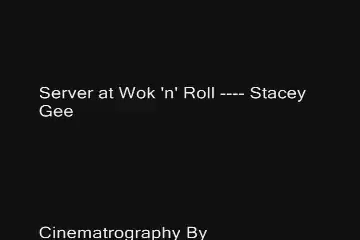 Server at Wok 'n' Roll ---- Stacey
Gee
Cinematrography By